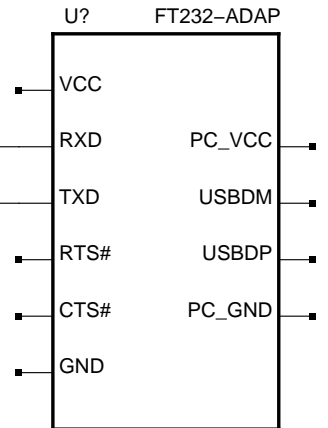 U? FT232–ADAP
VCC
RXD PC_VCC
TXD USBDM
RTS# USBDP
CTS# PC_GND
GND